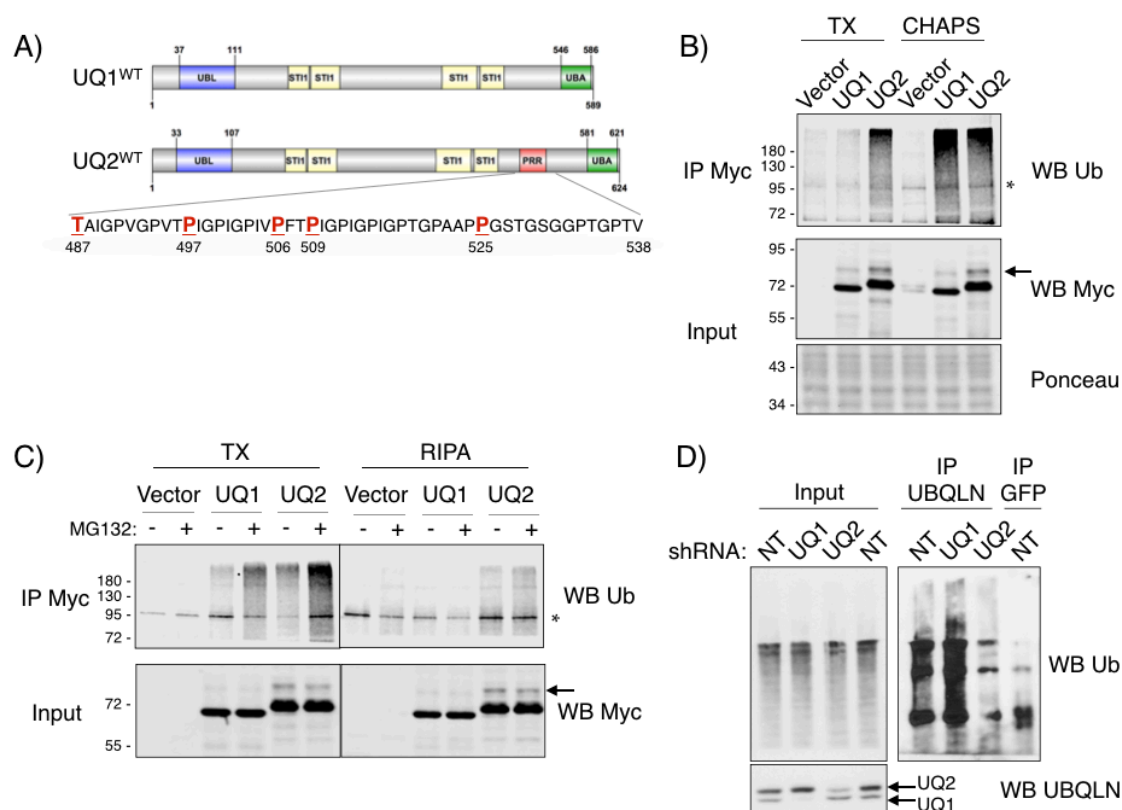 A)
37 111 546 586
UQ1WT UBL STI1 STI1 STI1 STI1 UBA
1 589
33 107 581 621
UQ2WT UBL STI1 STI1 STI1 STI1 PRR UBA
1 624
TAIGPVGPVTPIGPIGPIVPFTPIGPIGPIGPTGPAAPPGSTGSGGPTGPTV
487 497 506 509 525 538
B)
TX CHAPS
Vector UQ1 UQ2 Vector UQ1 UQ2
IP Myc
180 -
130 -
95 -
72 -
WB Ub
*
Input
95 -
72 -
55 -
WB Myc
43 -
34 -
Ponceau
C)
TX RIPA
Vector UQ1 UQ2 Vector UQ1 UQ2
MG132: - + - + - + - + - + - +
IP Myc
180 -
130 -
95 -
72 -
WB Ub
*
Input
72 -
55 -
WB Myc
D)
Input IP UBQLN IP GFP
shRNA: NT UQ1 UQ2 NT NT UQ1 UQ2 NT
WB Ub
UQ2
UQ1
WB UBQLN